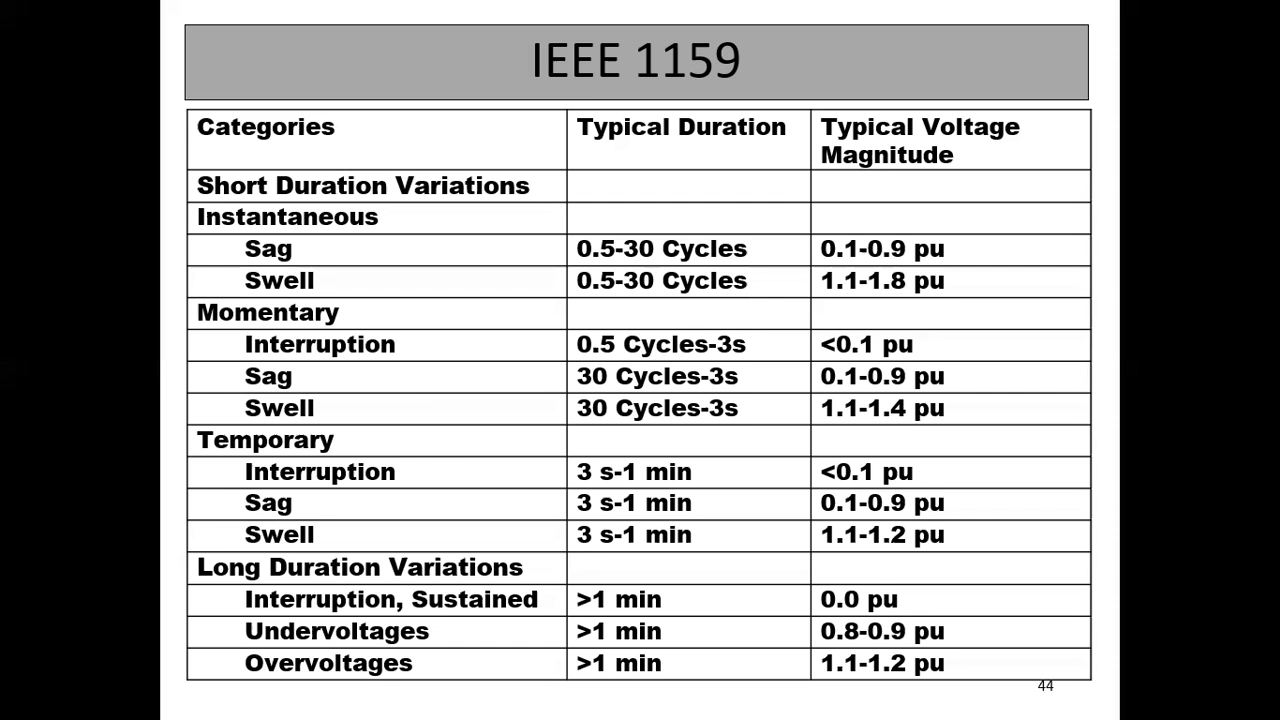 IEEE 1159
Categories Typical Duration Typical Voltage Magnitude
Short Duration Variations
Instantaneous
Sag 0.5-30 Cycles 0.1-0.9 pu
Swell 0.5-30 Cycles 1.1-1.8 pu
Momentary
Interruption 0.5 Cycles-3s <0.1 pu
Sag 30 Cycles-3s 0.1-0.9 pu
Swell 30 Cycles-3s 1.1-1.4 pu
Temporary
Interruption 3 s-1 min <0.1 pu
Sag 3 s-1 min 0.1-0.9 pu
Swell 3 s-1 min 1.1-1.2 pu
Long Duration Variations
Interruption, Sustained >1 min 0.0 pu
Undervoltages >1 min 0.8-0.9 pu
Overvoltages >1 min 1.1-1.2 pu
44